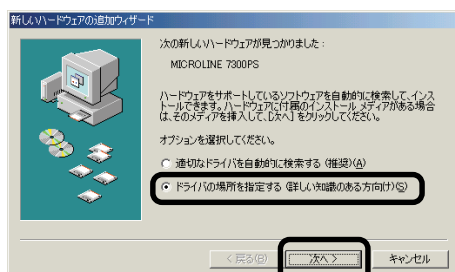 新しいハードウェアの追加ウィザード
次の新しいハードウェアが見つかりました:
MICROLINE 7300PS
ハードウェアをサポートしているソフトウェアを自動的に検索して、インス
トールできます。ハードウェアに付属のインストール メディアがある場合
は、そのメディアを挿入して、[次へ] をクリックしてください。
オプションを選択してください。
適切なドライバを自動的に検索する (推奨)(A)
ドライバの場所を指定する (詳しい知識のある方向け)(S)
< 戻る(B)
次へ >
キャンセル